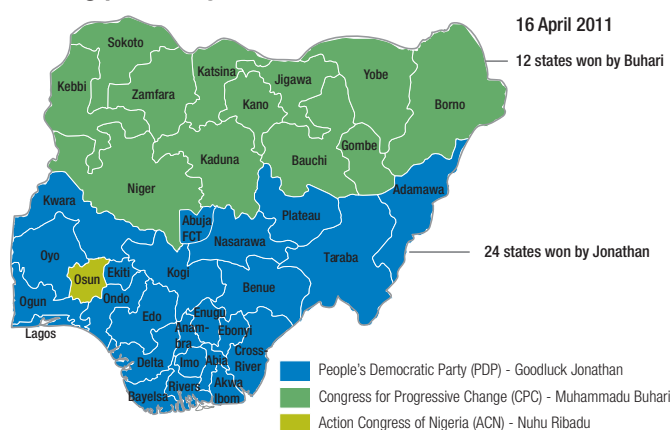 16 April 2011
12 states won by Buhari
Sokoto
Katsina
Yobe
Jigawa
Kebbi
Zamfara
Kano
Borno
Gombe
Kaduna
Bauchi
Niger
Adamawa
Kwara
Plateau
Abuja
FCT
Nasarawa
24 states won by Jonathan
Oyo
Taraba
Osun
Ekiti
Kogi
Benue
Ogun
Ondo
Edo
Enugu
Lagos
Anam-
bra
Ebonyi
Cross-
River
Delta
Imo
Abia
Bayelsa
Rivers
Akwa
Ibom
People's Democratic Party (PDP) - Goodluck Jonathan
Congress for Progressive Change (CPC) - Muhammadu Buhari
Action Congress of Nigeria (ACN) - Nuhu Ribadu